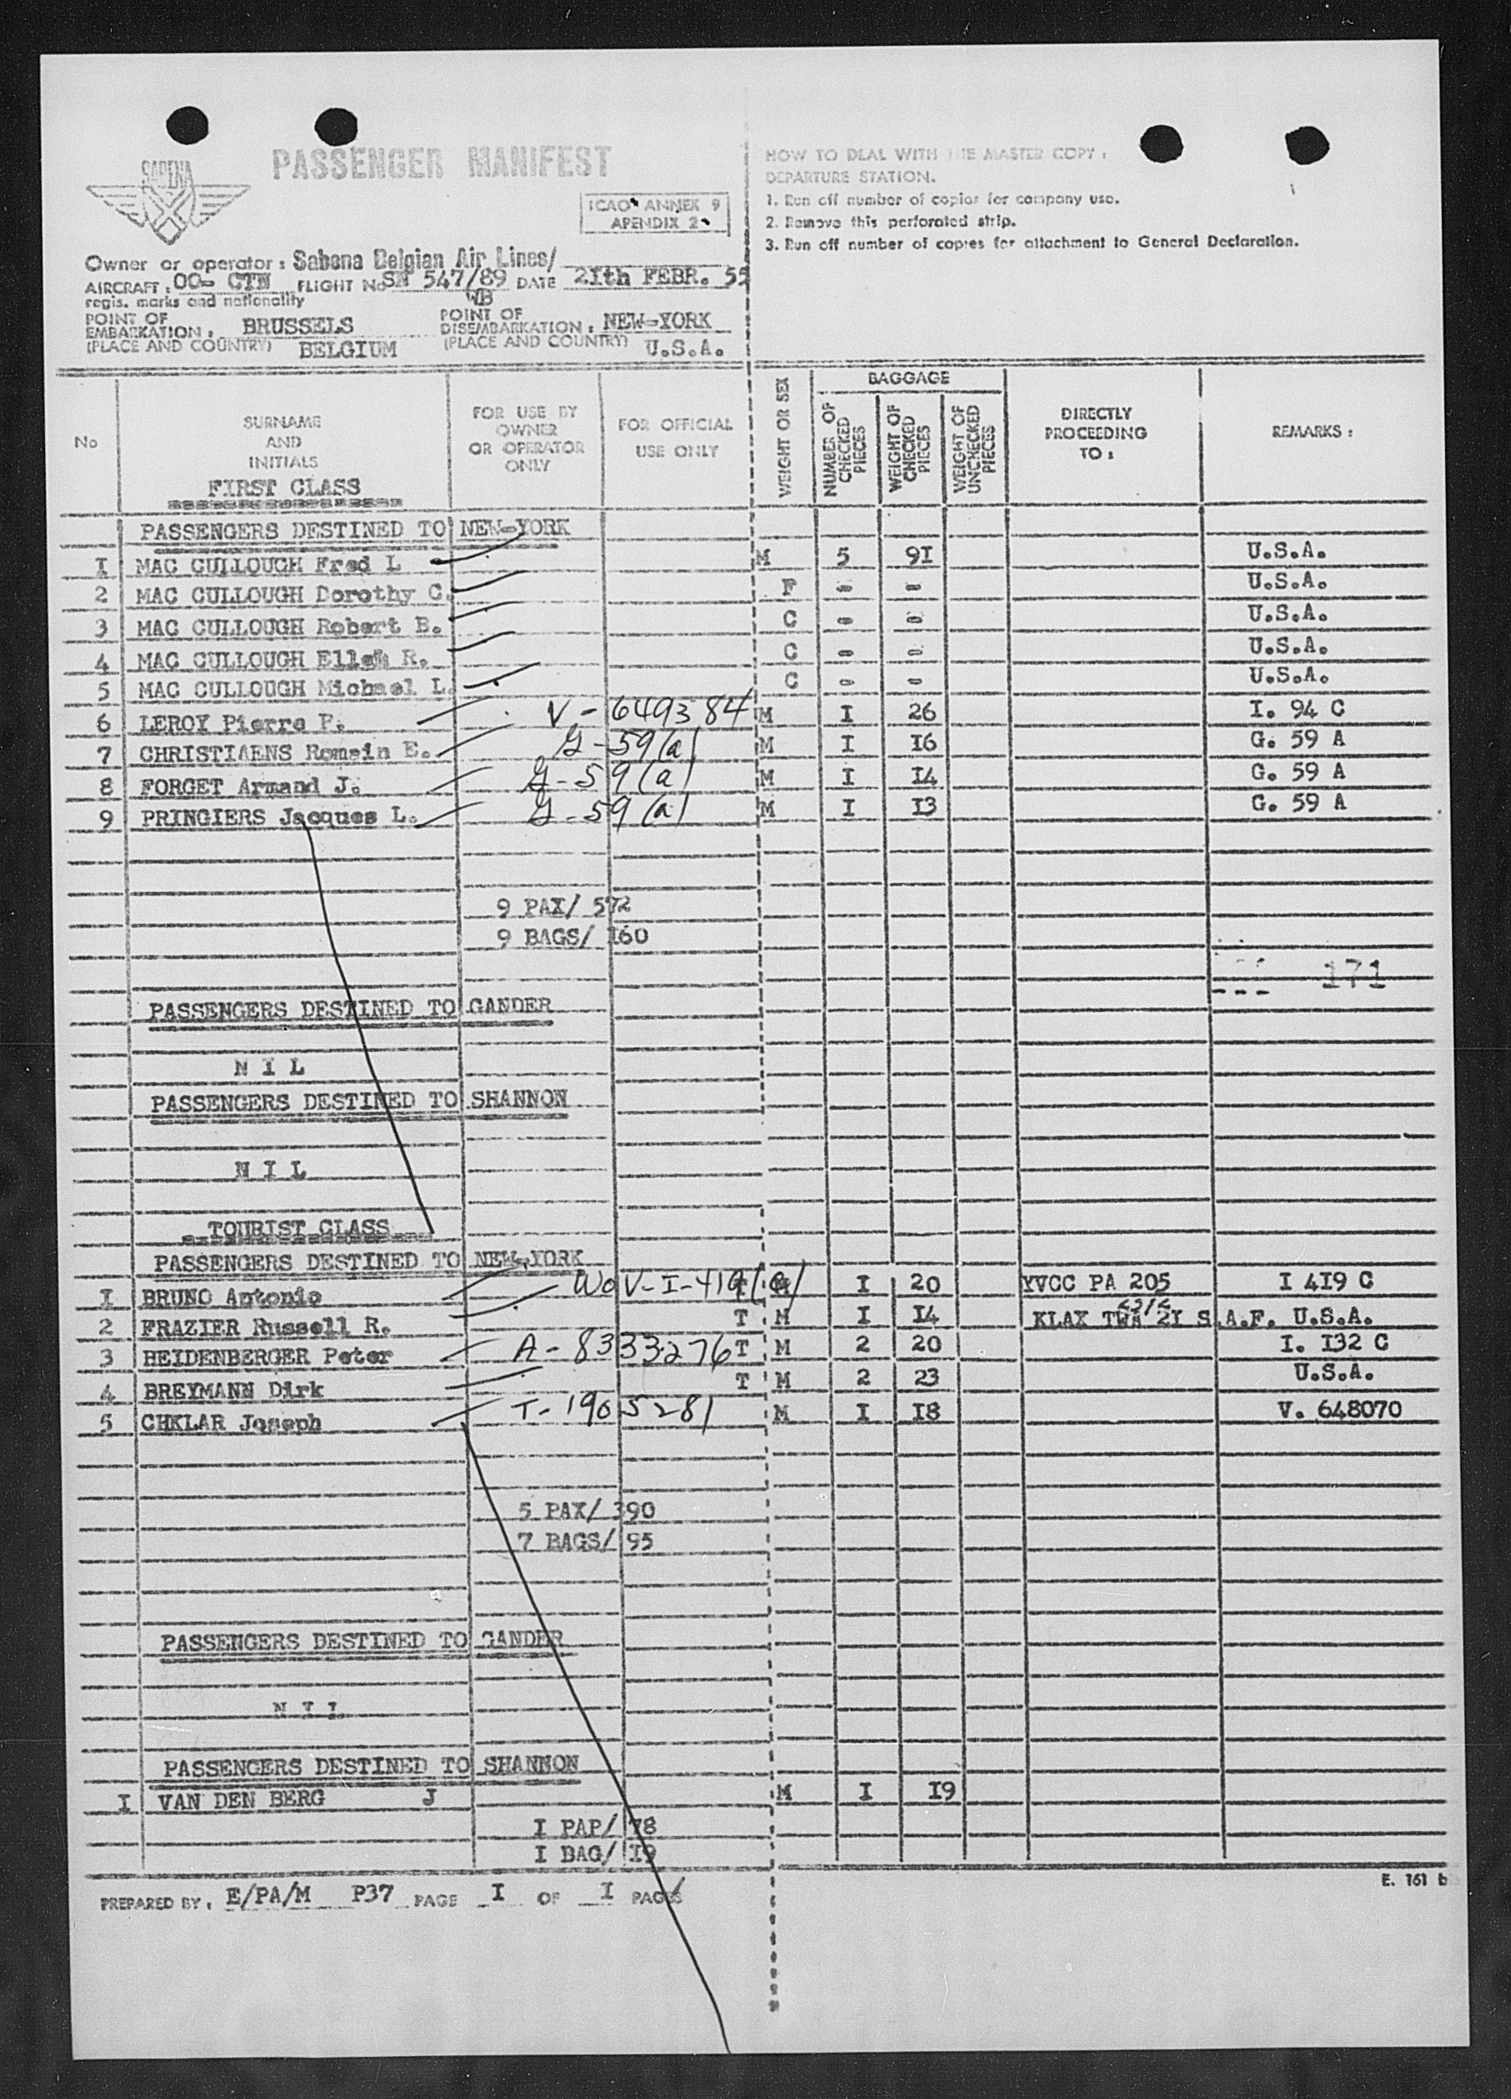 SABENA
PASSENGER MANIFEST
ICAO ANNEX 9
APENDIX 2
HOW TO DEAL WITH THE MASTER COPY :
DEPARTURE STATION.
1. Run off number of copies for company use.
2. Remove this perforated strip.
3. Run off number of copies for attachment to General Declaration.
Owner or operator : Sabena Belgian Air Lines/
AIRCRAFT : OO- CTN FLIGHT No SN 547/89 DATE 2Ith FEBR. 55
regis. marks and nationality WB
POINT OF EMBARKATION : BRUSSELS POINT OF DISEMBARKATION : NEW-YORK
(PLACE AND COUNTRY) BELGIUM (PLACE AND COUNTRY) U.S.A.
No SURNAME AND INITIALS FOR USE BY OWNER OR OPERATOR ONLY FOR OFFICIAL USE ONLY WEIGHT OR SEX BAGGAGE NUMBER OF CHECKED PIECES WEIGHT OF CHECKED PIECES WEIGHT OF UNCHECKED PIECES DIRECTLY PROCEEDING TO : REMARKS :
FIRST CLASS
PASSENGERS DESTINED TO NEW-YORK
I MAC CULLOUGH Fred L M 5 9I U.S.A.
2 MAC CULLOUGH Dorothy C. F - - U.S.A.
3 MAC CULLOUGH Robert B. C - - U.S.A.
4 MAC CULLOUGH Ellen R. C - - U.S.A.
5 MAC CULLOUGH Michael L. C - - U.S.A.
6 LEROY Pierre P. V-649384 M I 26 I. 94 C
7 CHRISTIAENS Romain E. G-59(a) M I I6 G. 59 A
8 FORGET Armand J. G-59(a) M I I4 G. 59 A
9 PRINGIERS Jacques L. G-59(a) M I I3 G. 59 A
9 PAX/ 572
9 BAGS/ I60
171
PASSENGERS DESTINED TO GANDER
N I L
PASSENGERS DESTINED TO SHANNON
N I L
TOURIST CLASS
PASSENGERS DESTINED TO NEW-YORK
I BRUNO Antonio WoV-I-419(a) M I 20 YVCC PA 205 I 4I9 C
2 FRAZIER Russell R. T M I I4 KLAX TWA 2I S.A.F. U.S.A.
3 HEIDENBERGER Peter A-8333276 T M 2 20 I. I32 C
4 BREYMANN Dirk T M 2 23 U.S.A.
5 CHKLAR Joseph T-1905281 M I I8 V. 648070
5 PAX/ 390
7 BAGS/ 95
PASSENGERS DESTINED TO GANDER
N I L
PASSENGERS DESTINED TO SHANNON
I VAN DEN BERG J M I I9
I PAP/ 78
I BAG/ I9
E. 161 b
PREPARED BY : E/PA/M P37 PAGE I OF I PAGES